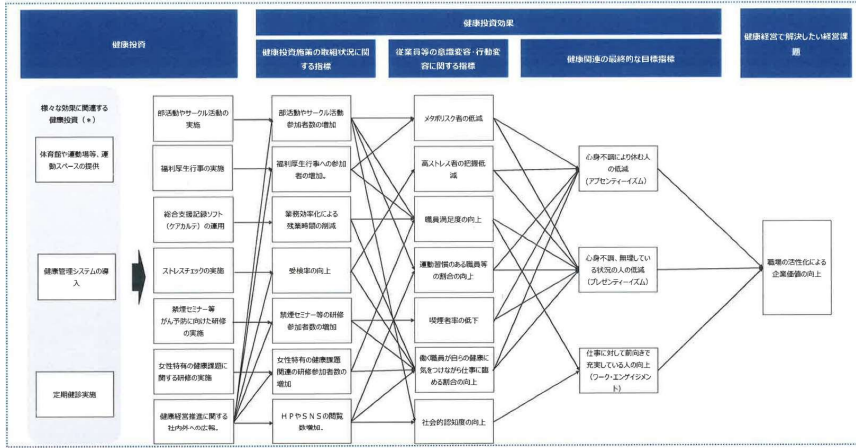 健康投資
健康投資効果
健康経営で解決したい経営課
題
健康投資施策の取組状況に関
する指標
従業員等の意識変容・行動変
容に関する指標
健康関連の最終的な目標指標
様々な効果に関連する
健康投資(*)
体育館や運動場等、運
動スペースの提供
健康管理システムの導
入
定期健診実施
部活動やサークル活動の
実施
福利厚生行事の実施
総合支援記録ソフト
(ケアカルテ)の運用
ストレスチェックの実施
禁煙セミナー等
がん予防に向けた研修
の実施
女性特有の健康課題に
関する研修の実施
健康経営推進に関する
社内外への広報。
部活動やサークル活動
参加者数の増加
福利厚生行事への参加
者の増加。
業務効率化による
残業時間の削減
受検率の向上
禁煙セミナー等の研修
参加者数の増加
女性特有の健康課題
関連の研修参加者数の
増加
HPやSNSの閲覧
数増加。
メタボリスク者の低減
高ストレス者の把握低
減
職員満足度の向上
運動習慣のある職員等
の割合の向上
喫煙者率の低下
働く職員が自らの健康に
気をつけながら仕事に臨
める割合の向上
社会的認知度の向上
心身不調により休む人
の低減
(アブセンティーイズム)
心身不調、無理してい
る状況の人の低減
(プレゼンティーイズム)
仕事に対して前向きで
充実している人の向上
(ワーク・エンゲイジメン
ト)
職場の活性化による
企業価値の向上